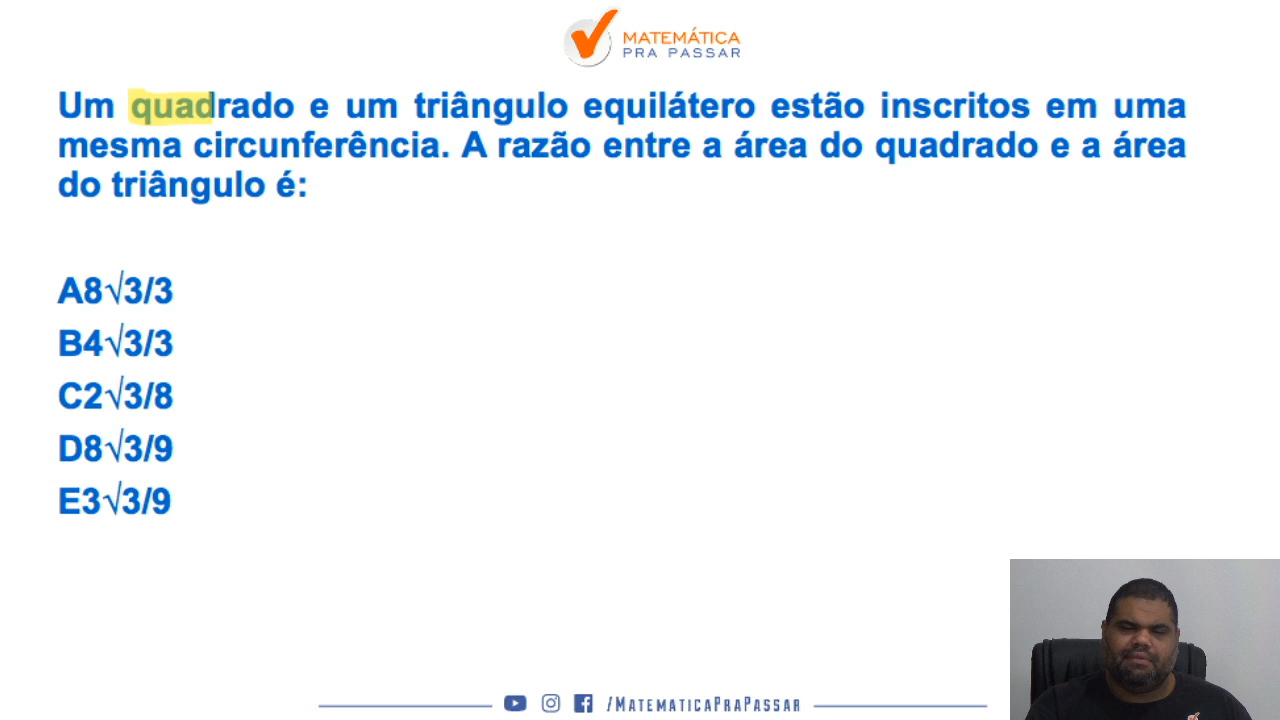 MATEMÁTICA
PRA PASSAR
Um quadrado e um triângulo equilátero estão inscritos em uma
mesma circunferência. A razão entre a área do quadrado e a área
do triângulo é:
A8√3/3
B4√3/3
C2√3/8
D8√3/9
E3√3/9
/MATEMATICAPRAPASSAR